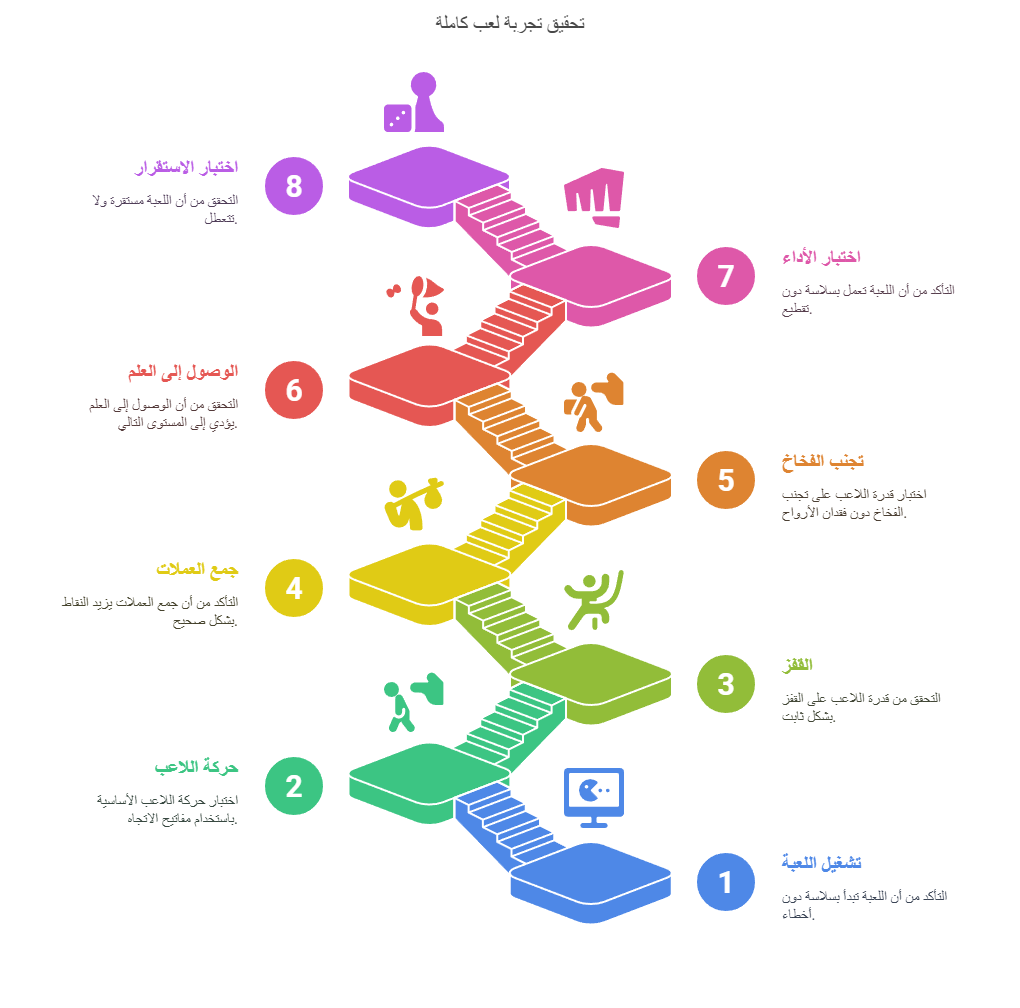 تحقيق تجربة لعب كاملة
8
اختبار الاستقرار
التحقق من أن اللعبة مستقرة ولا
تتعطل.
7
اختبار الأداء
التأكد من أن اللعبة تعمل بسلاسة دون
تقطيع.
6
الوصول إلى العلم
التحقق من أن الوصول إلى العلم
يؤدي إلى المستوى التالي.
5
تجنب الفخاخ
اختبار قدرة اللاعب على تجنب
الفخاخ دون فقدان الأرواح.
4
جمع العملات
التأكد من أن جمع العملات يزيد النقاط
بشكل صحيح.
3
القفز
التحقق من قدرة اللاعب على القفز
بشكل ثابت.
2
حركة اللاعب
اختبار حركة اللاعب الأساسية
باستخدام مفاتيح الاتجاه.
1
تشغيل اللعبة
التأكد من أن اللعبة تبدأ بسلاسة دون
أخطاء.